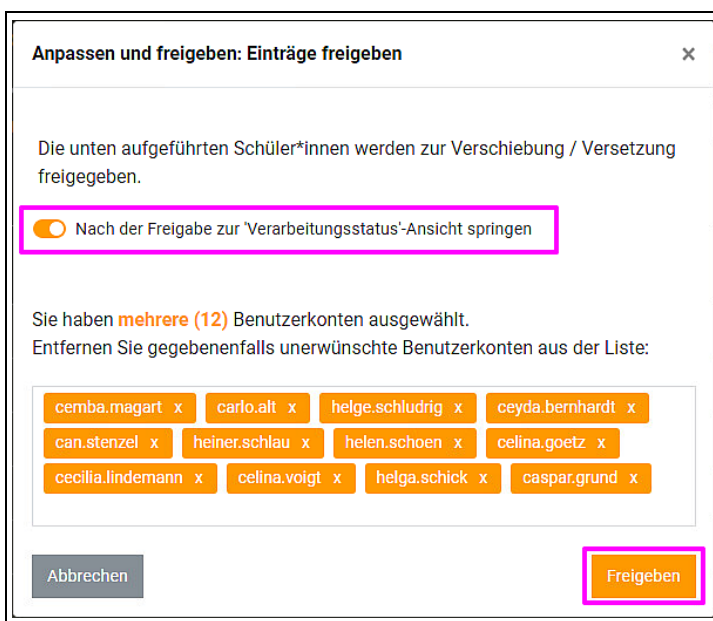 Anpassen und freigeben: Einträge freigeben ×
Die unten aufgeführten Schüler*innen werden zur Verschiebung / Versetzung
freigegeben.
Nach der Freigabe zur 'Verarbeitungsstatus'-Ansicht springen
Sie haben mehrere (12) Benutzerkonten ausgewählt.
Entfernen Sie gegebenenfalls unerwünschte Benutzerkonten aus der Liste:
cemba.magart x carlo.alt x helge.schludrig x ceyda.bernhardt x
can.stenzel x heiner.schlau x helen.schoen x celina.goetz x
cecilia.lindemann x celina.voigt x helga.schick x caspar.grund x
Abbrechen Freigeben